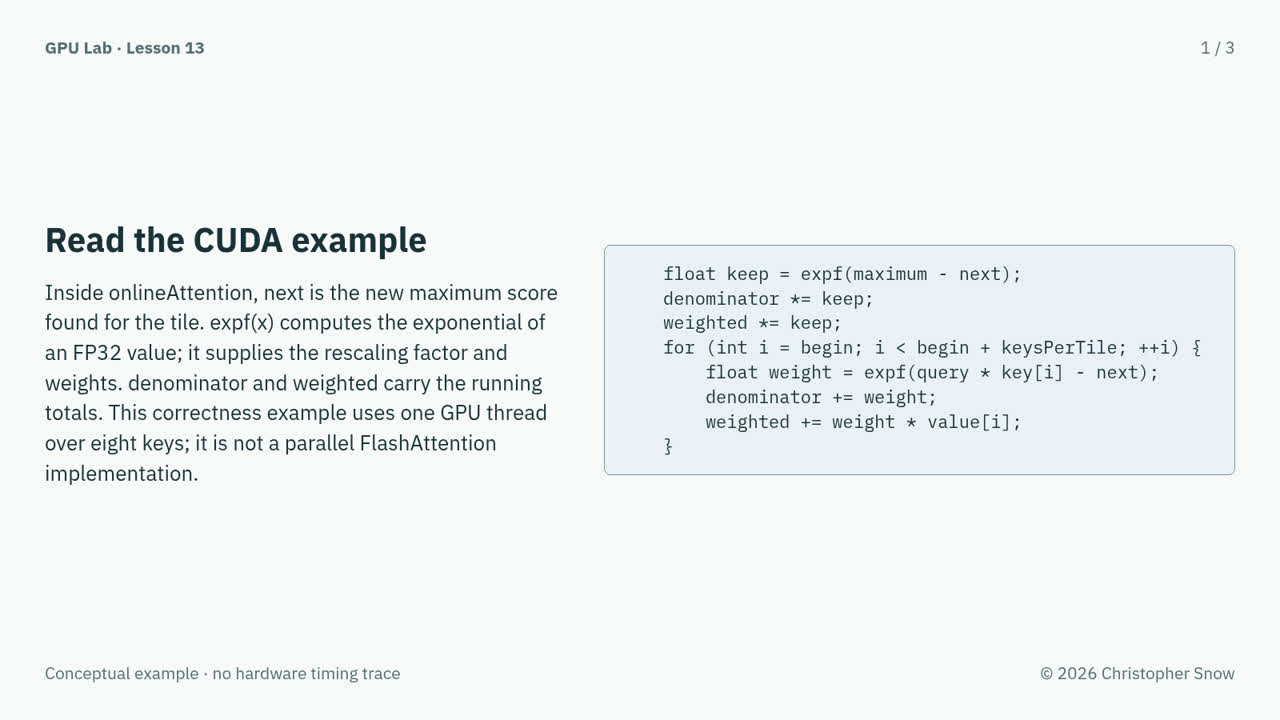 GPU Lab · Lesson 13
1 / 3
Read the CUDA example
Inside onlineAttention, next is the new maximum score
found for the tile. expf(x) computes the exponential of
an FP32 value; it supplies the rescaling factor and
weights. denominator and weighted carry the running
totals. This correctness example uses one GPU thread
over eight keys; it is not a parallel FlashAttention
implementation.
float keep = expf(maximum - next);
denominator *= keep;
weighted *= keep;
for (int i = begin; i < begin + keysPerTile; ++i) {
    float weight = expf(query * key[i] - next);
    denominator += weight;
    weighted += weight * value[i];
}
Conceptual example · no hardware timing trace
© 2026 Christopher Snow